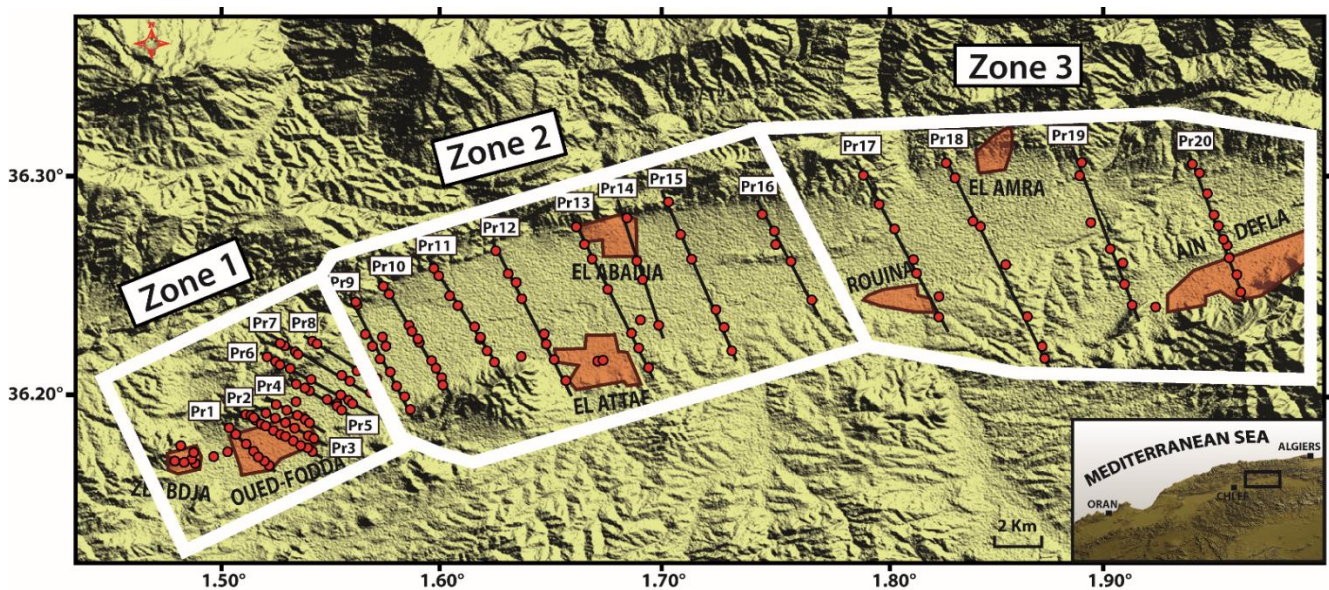 Zone 3
Zone 2
Zone 1
36.30°
36.20°
Pr17
Pr18
Pr19
Pr20
Pr14
Pr15
Pr16
Pr13
Pr12
Pr11
Pr10
Pr9
Pr7
Pr8
Pr6
Pr4
Pr2
Pr1
Pr5
Pr3
EL AMRA
AIN DEFLA
ROUINA
EL ABADIA
EL ATTAF
OUED-FODDA
2 Km
MEDITERRANEAN SEA
ALGIERS
CHLEF
ORAN
1.50°
1.60°
1.70°
1.80°
1.90°